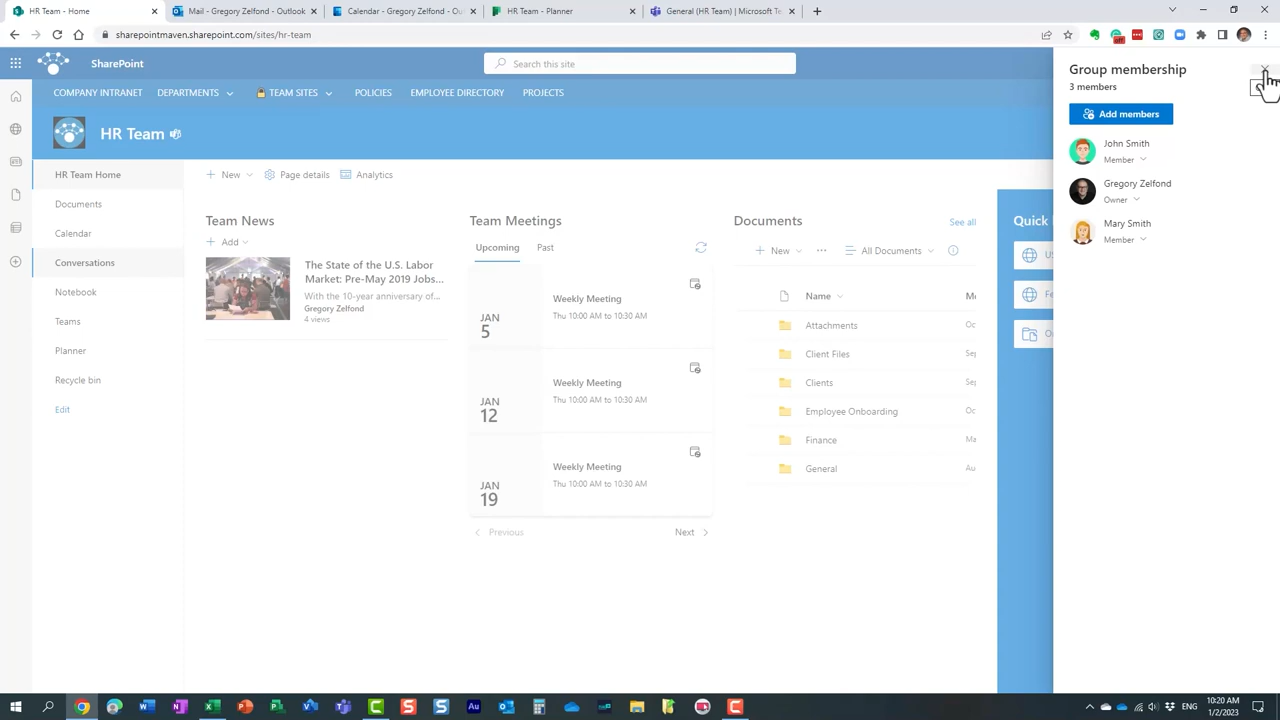 HR Team - Home
Mail - Gregory Zelfond - Outlook
Calendar - Gregory Zelfond - Out
HR Team - Planner
General (HR Team) | Microsoft Te
sharepointmaven.sharepoint.com/sites/hr-team
SharePoint
Search this site
COMPANY INTRANET
DEPARTMENTS
TEAM SITES
POLICIES
EMPLOYEE DIRECTORY
PROJECTS
HR Team
HR Team Home
Documents
Calendar
Conversations
Notebook
Teams
Planner
Recycle bin
Edit
New
Page details
Analytics
Team News
Add
The State of the U.S. Labor
Market: Pre-May 2019 Jobs...
With the 10-year anniversary of...
Gregory Zelfond
4 views
Team Meetings
Upcoming
Past
JAN
5
Weekly Meeting
Thu 10:00 AM to 10:30 AM
JAN
12
Weekly Meeting
Thu 10:00 AM to 10:30 AM
JAN
19
Weekly Meeting
Thu 10:00 AM to 10:30 AM
Previous
Next
Documents
See all
New
All Documents
Name
Attachments
Client Files
Clients
Employee Onboarding
Finance
General
Quick
Group membership
3 members
Add members
John Smith
Member
Gregory Zelfond
Owner
Mary Smith
Member
10:20 AM
1/2/2023